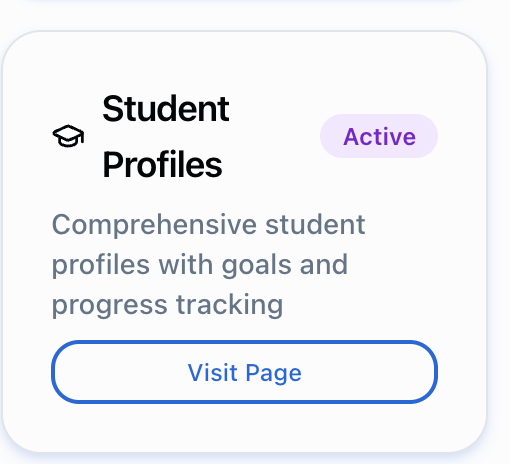 Student
Profiles
Active
Comprehensive student
profiles with goals and
progress tracking
Visit Page